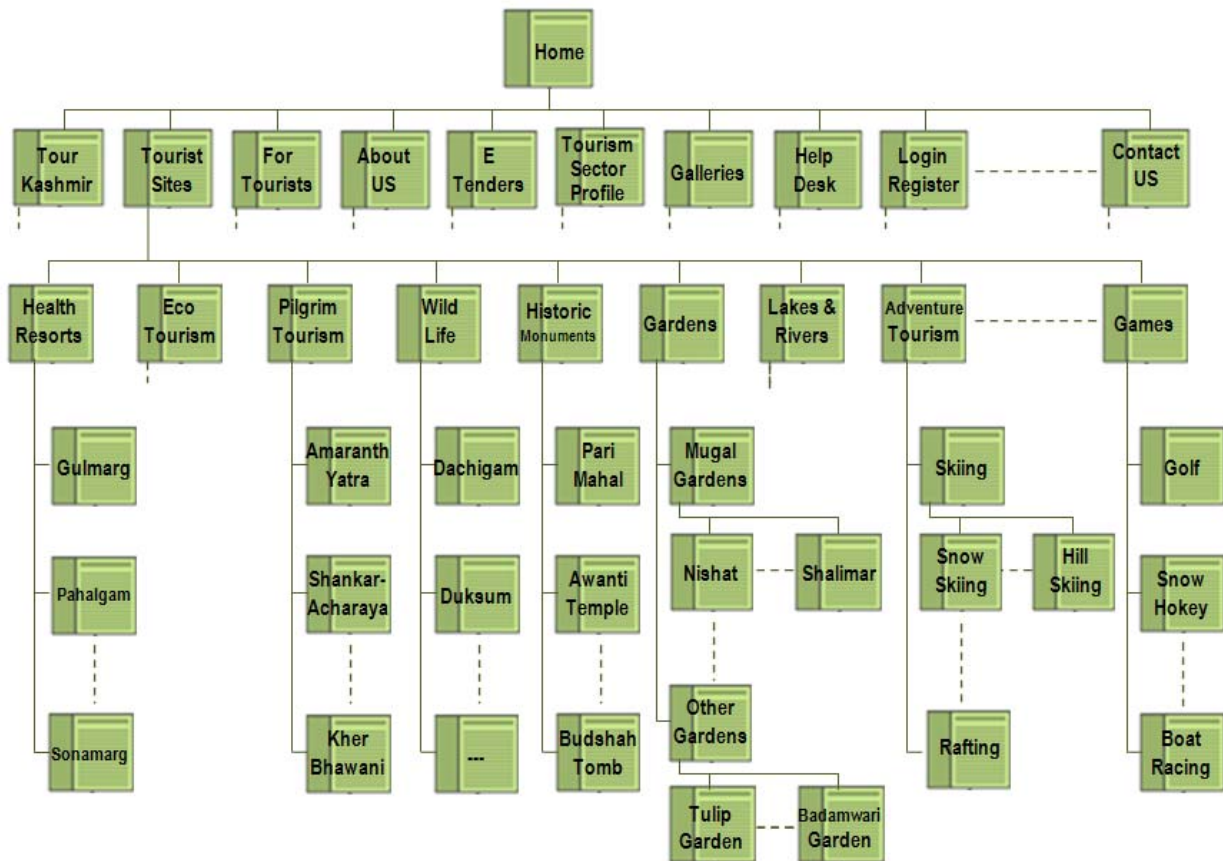 Home
Tour
Kashmir
Tourist
Sites
For
Tourists
About
US
E
Tenders
Tourism
Sector
Profile
Galleries
Help
Desk
Login
Register
Contact
US
Health
Resorts
Eco
Tourism
Pilgrim
Tourism
Wild
Life
Historic
Monuments
Gardens
Lakes &
Rivers
Adventure
Tourism
Games
Gulmarg
Amaranth
Yatra
Dachigam
Pari
Mahal
Mugal
Gardens
Skiing
Golf
Pahalgam
Shankar-
Acharaya
Duksum
Awanti
Temple
Nishat
Shalimar
Snow
Skiing
Hill
Skiing
Snow
Hokey
Sonamarg
Kher
Bhawani
---
Budshah
Tomb
Other
Gardens
Rafting
Boat
Racing
Tulip
Garden
Badamwari
Garden